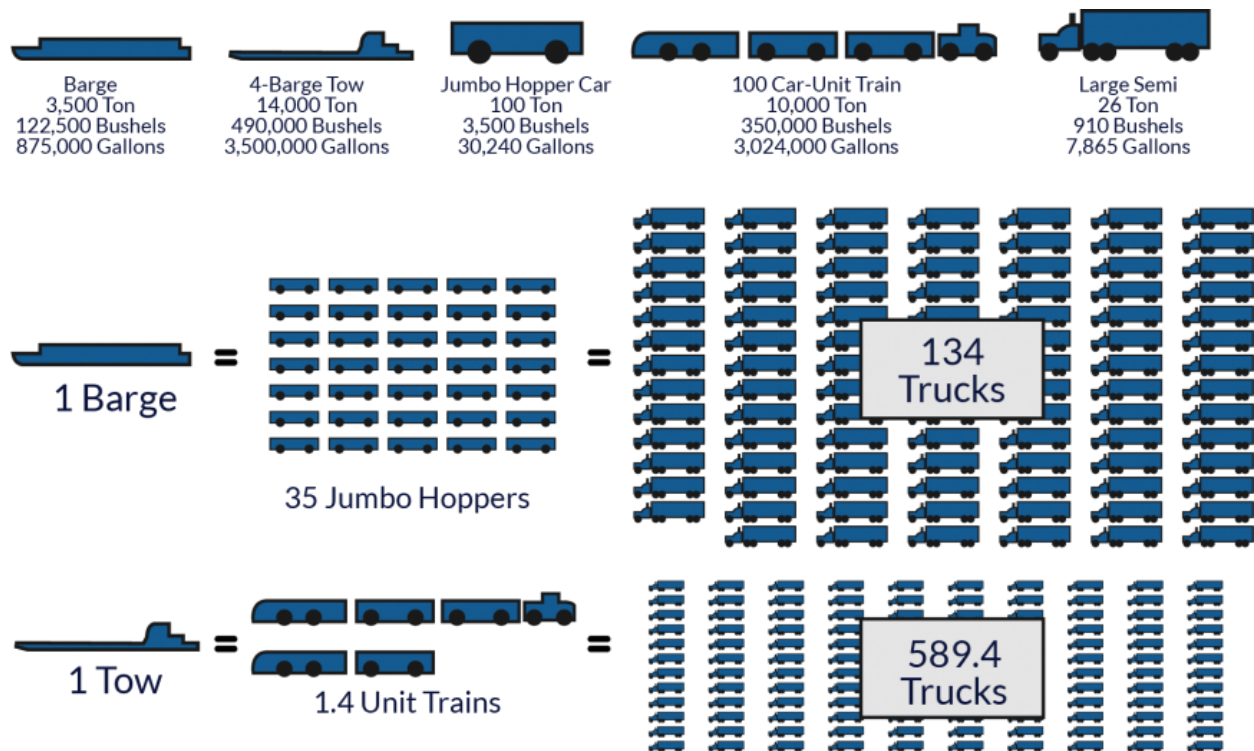 Barge
3,500 Ton
122,500 Bushels
875,000 Gallons
4-Barge Tow
14,000 Ton
490,000 Bushels
3,500,000 Gallons
Jumbo Hopper Car
100 Ton
3,500 Bushels
30,240 Gallons
100 Car-Unit Train
10,000 Ton
350,000 Bushels
3,024,000 Gallons
Large Semi
26 Ton
910 Bushels
7,865 Gallons
1 Barge
=
35 Jumbo Hoppers
=
134
Trucks
1 Tow
=
1.4 Unit Trains
=
589.4
Trucks